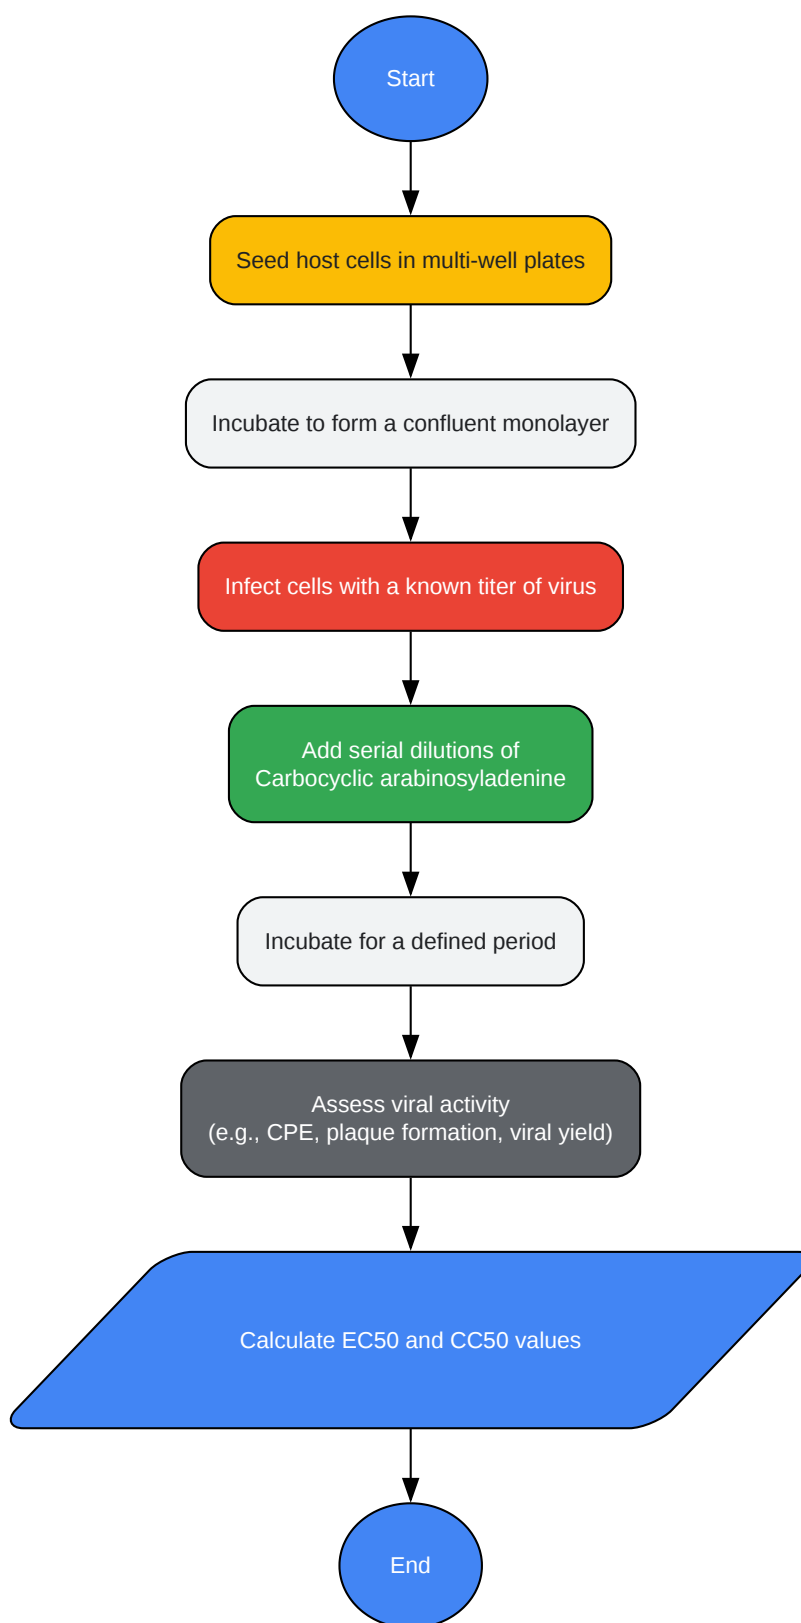 Start
Seed host cells in multi-well plates
Incubate to form a confluent monolayer
Infect cells with a known titer of virus
Add serial dilutions of
Carbocyclic arabinosyladenine
Incubate for a defined period
Assess viral activity
(e.g., CPE, plaque formation, viral yield)
Calculate EC50 and CC50 values
End